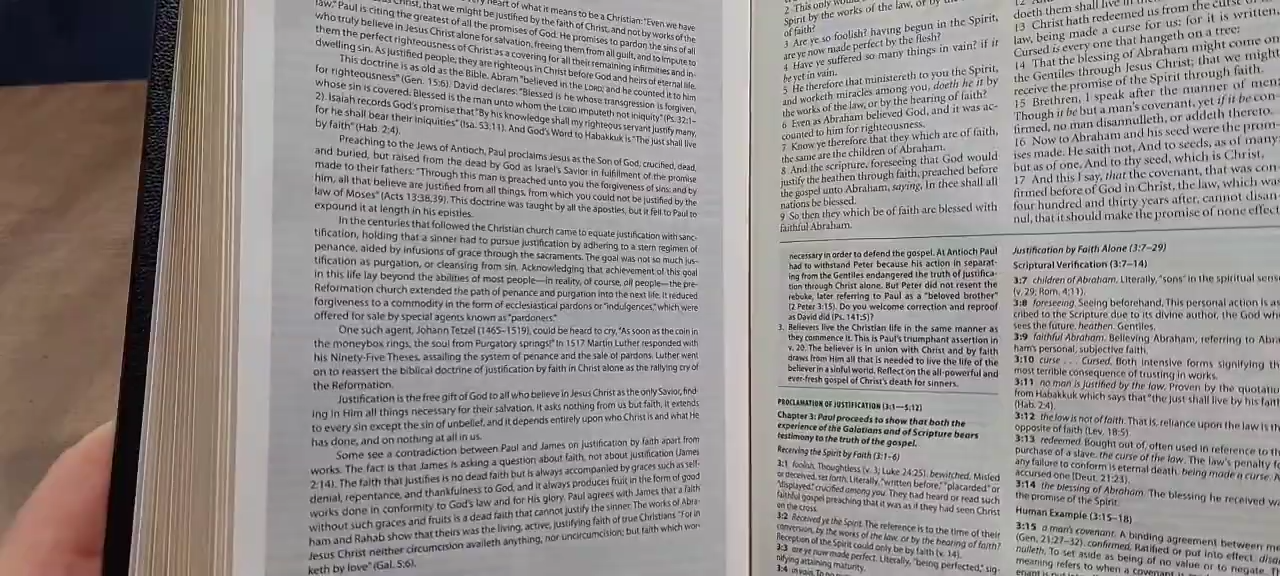 very heart of what it means to be a Christian: "Even we have
Christ, that we might be justified by the faith of Christ, and not by the works of the
law," Paul is citing the greatest of all the promises of God. He promises to pardon the sins of all
who truly believe in Jesus Christ alone for salvation, freeing them from all guilt, and to impute to
them the perfect righteousness of Christ as a covering for all their remaining infirmities and in-
dwelling sin. As justified people, they are righteous in Christ before God and heirs of eternal life.
This doctrine is as old as the Bible. Abram "believed in the LORD; and he counted it to him
for righteousness" (Gen. 15:6). David declares: "Blessed is he whose transgression is forgiven,
whose sin is covered. Blessed is the man unto whom the LORD imputeth not iniquity" (Ps. 32:1–
2). Isaiah records God's promise that "By his knowledge shall my righteous servant justify many,
for he shall bear their iniquities" (Isa. 53:11). And God's Word to Habakkuk is "The just shall live
by faith" (Hab. 2:4).
Preaching to the Jews of Antioch, Paul proclaims Jesus as the Son of God, crucified, dead,
and buried, but raised from the dead by God as Israel's Savior in fulfillment of the promise
made to their fathers: "Through this man is preached unto you the forgiveness of sins: and by
him, all that believe are justified from all things, from which you could not be justified by the
law of Moses" (Acts 13:38,39). This doctrine was taught by all the apostles, but it fell to Paul to
expound it at length in his epistles.
In the centuries that followed the Christian church came to equate justification with sanc-
tification, holding that a sinner had to pursue justification by adhering to a stern regimen of
penance, aided by infusions of grace through the sacraments. The goal was not so much jus-
tification as purgation, or cleansing from sin. Acknowledging that achievement of this goal
in this life lay beyond the abilities of most people—in reality, of course, all people—the pre-
Reformation church extended the path of penance and purgation into the next life. It reduced
forgiveness to a commodity in the form of ecclesiastical pardons or "indulgences," which were
offered for sale by special agents known as "pardoners."
One such agent, Johann Tetzel (1465–1519), could be heard to cry, "As soon as the coin in
the moneybox rings, the soul from Purgatory springs!" In 1517 Martin Luther responded with
his Ninety-Five Theses, assailing the system of penance and the sale of pardons. Luther went
on to reassert the biblical doctrine of justification by faith in Christ alone as the rallying cry of
the Reformation.
Justification is the free gift of God to all who believe in Jesus Christ as the only Savior, find-
ing in Him all things necessary for their salvation. It asks nothing from us but faith, it extends
to every sin except the sin of unbelief, and it depends entirely upon who Christ is and what He
has done, and on nothing at all in us.
Some see a contradiction between Paul and James on justification by faith apart from
works. The fact is that James is asking a question about faith, not about justification (James
2:14). The faith that justifies is no dead faith but is always accompanied by graces such as self-
denial, repentance, and thankfulness to God, and it always produces fruit in the form of good
works done in conformity to God's law and for His glory. Paul agrees with James that a faith
without such graces and fruits is a dead faith that cannot justify the sinner. The works of Abra-
ham and Rahab show that theirs was the living, active, justifying faith of true Christians "For in
Jesus Christ neither circumcision availeth anything, nor uncircumcision; but faith which wor-
keth by love" (Gal. 5:6).
2 This only would
Spirit by the works of the law, or by the
of faith?
3 Are ye so foolish? having begun in the Spirit,
are ye now made perfect by the flesh?
4 Have ye suffered so many things in vain? if it
be yet in vain.
5 He therefore that ministereth to you the Spirit,
and worketh miracles among you, doeth he it by
the works of the law, or by the hearing of faith?
6 Even as Abraham believed God, and it was ac-
counted to him for righteousness.
7 Know ye therefore that they which are of faith,
the same are the children of Abraham.
8 And the scripture, foreseeing that God would
justify the heathen through faith, preached before
the gospel unto Abraham, saying, In thee shall all
nations be blessed.
9 So then they which be of faith are blessed with
faithful Abraham.
12 And
doeth them shall live in
13 Christ hath redeemed us from the curse of
law, being made a curse for us: for it is written,
Cursed is every one that hangeth on a tree:
14 That the blessing of Abraham might come on
the Gentiles through Jesus Christ; that we might
receive the promise of the Spirit through faith.
15 Brethren, I speak after the manner of men
Though it be but a man's covenant, yet if it be con-
firmed, no man disannulleth, or addeth thereto.
16 Now to Abraham and his seed were the prom-
ises made. He saith not, And to seeds, as of many
but as of one, And to thy seed, which is Christ,
17 And this I say, that the covenant, that was con
firmed before of God in Christ, the law, which wa
four hundred and thirty years after, cannot disan
nul, that it should make the promise of none effect
necessary in order to defend the gospel. At Antioch Paul
had to withstand Peter because his action in separat-
ing from the Gentiles endangered the truth of justifica-
tion through Christ alone. But Peter did not resent the
rebuke, later referring to Paul as a "beloved brother"
(2 Peter 3:15). Do you welcome correction and reproof
as David did (Ps. 141:5)?
3. Believers live the Christian life in the same manner as
they commence it. This is Paul's triumphant assertion in
v. 20. The believer is in union with Christ and by faith
draws from Him all that is needed to live the life of the
believer in a sinful world. Reflect on the all-powerful and
ever-fresh gospel of Christ's death for sinners.
PROCLAMATION OF JUSTIFICATION (3:1—5:12)
Chapter 3: Paul proceeds to show that both the
experience of the Galatians and of Scripture bears
testimony to the truth of the gospel.
Receiving the Spirit by Faith (3:1–6)
3:1 foolish. Thoughtless (v. 3; Luke 24:25). bewitched. Misled
or deceived. set forth. Literally, "written before," "placarded" or
"displayed." crucified among you. They had heard or read such
faithful gospel preaching that it was as if they had seen Christ
on the cross.
3:2 Received ye the Spirit. The reference is to the time of their
conversion. by the works of the law, or by the hearing of faith?
Reception of the Spirit could only be by faith (v. 14).
3:3 are ye now made perfect. Literally, "being perfected," sig-
nifying attaining maturity.
3:4 in vain. To no
Justification by Faith Alone (3:7–29)
Scriptural Verification (3:7–14)
3:7 children of Abraham. Literally, "sons" in the spiritual sense
(v. 29; Rom. 4:11).
3:8 foreseeing. Seeing beforehand. This personal action is as
cribed to the Scripture due to its divine author, the God who
sees the future. heathen. Gentiles.
3:9 faithful Abraham. Believing Abraham, referring to Abra
ham's personal, subjective faith.
3:10 curse . . . Cursed. Both intensive forms signifying th
most terrible consequence of trusting in works.
3:11 no man is justified by the law. Proven by the quotatio
from Habakkuk which says that "the just shall live by his faith
(Hab. 2:4).
3:12 the law is not of faith. That is, reliance upon the law is th
opposite of faith (Lev. 18:5).
3:13 redeemed. Bought out of, often used in reference to th
purchase of a slave. the curse of the law. The law's penalty fo
any failure to conform is eternal death. being made a curse. A
accursed one (Deut. 21:23).
3:14 the blessing of Abraham. The blessing he received w
the promise of the Spirit.
Human Example (3:15–18)
3:15 a man's covenant. A binding agreement between me
(Gen. 21:27–32). confirmed. Ratified or put into effect. disa
nulleth. To set aside as being of no value or to negate. T
meaning refers to when a covenant is